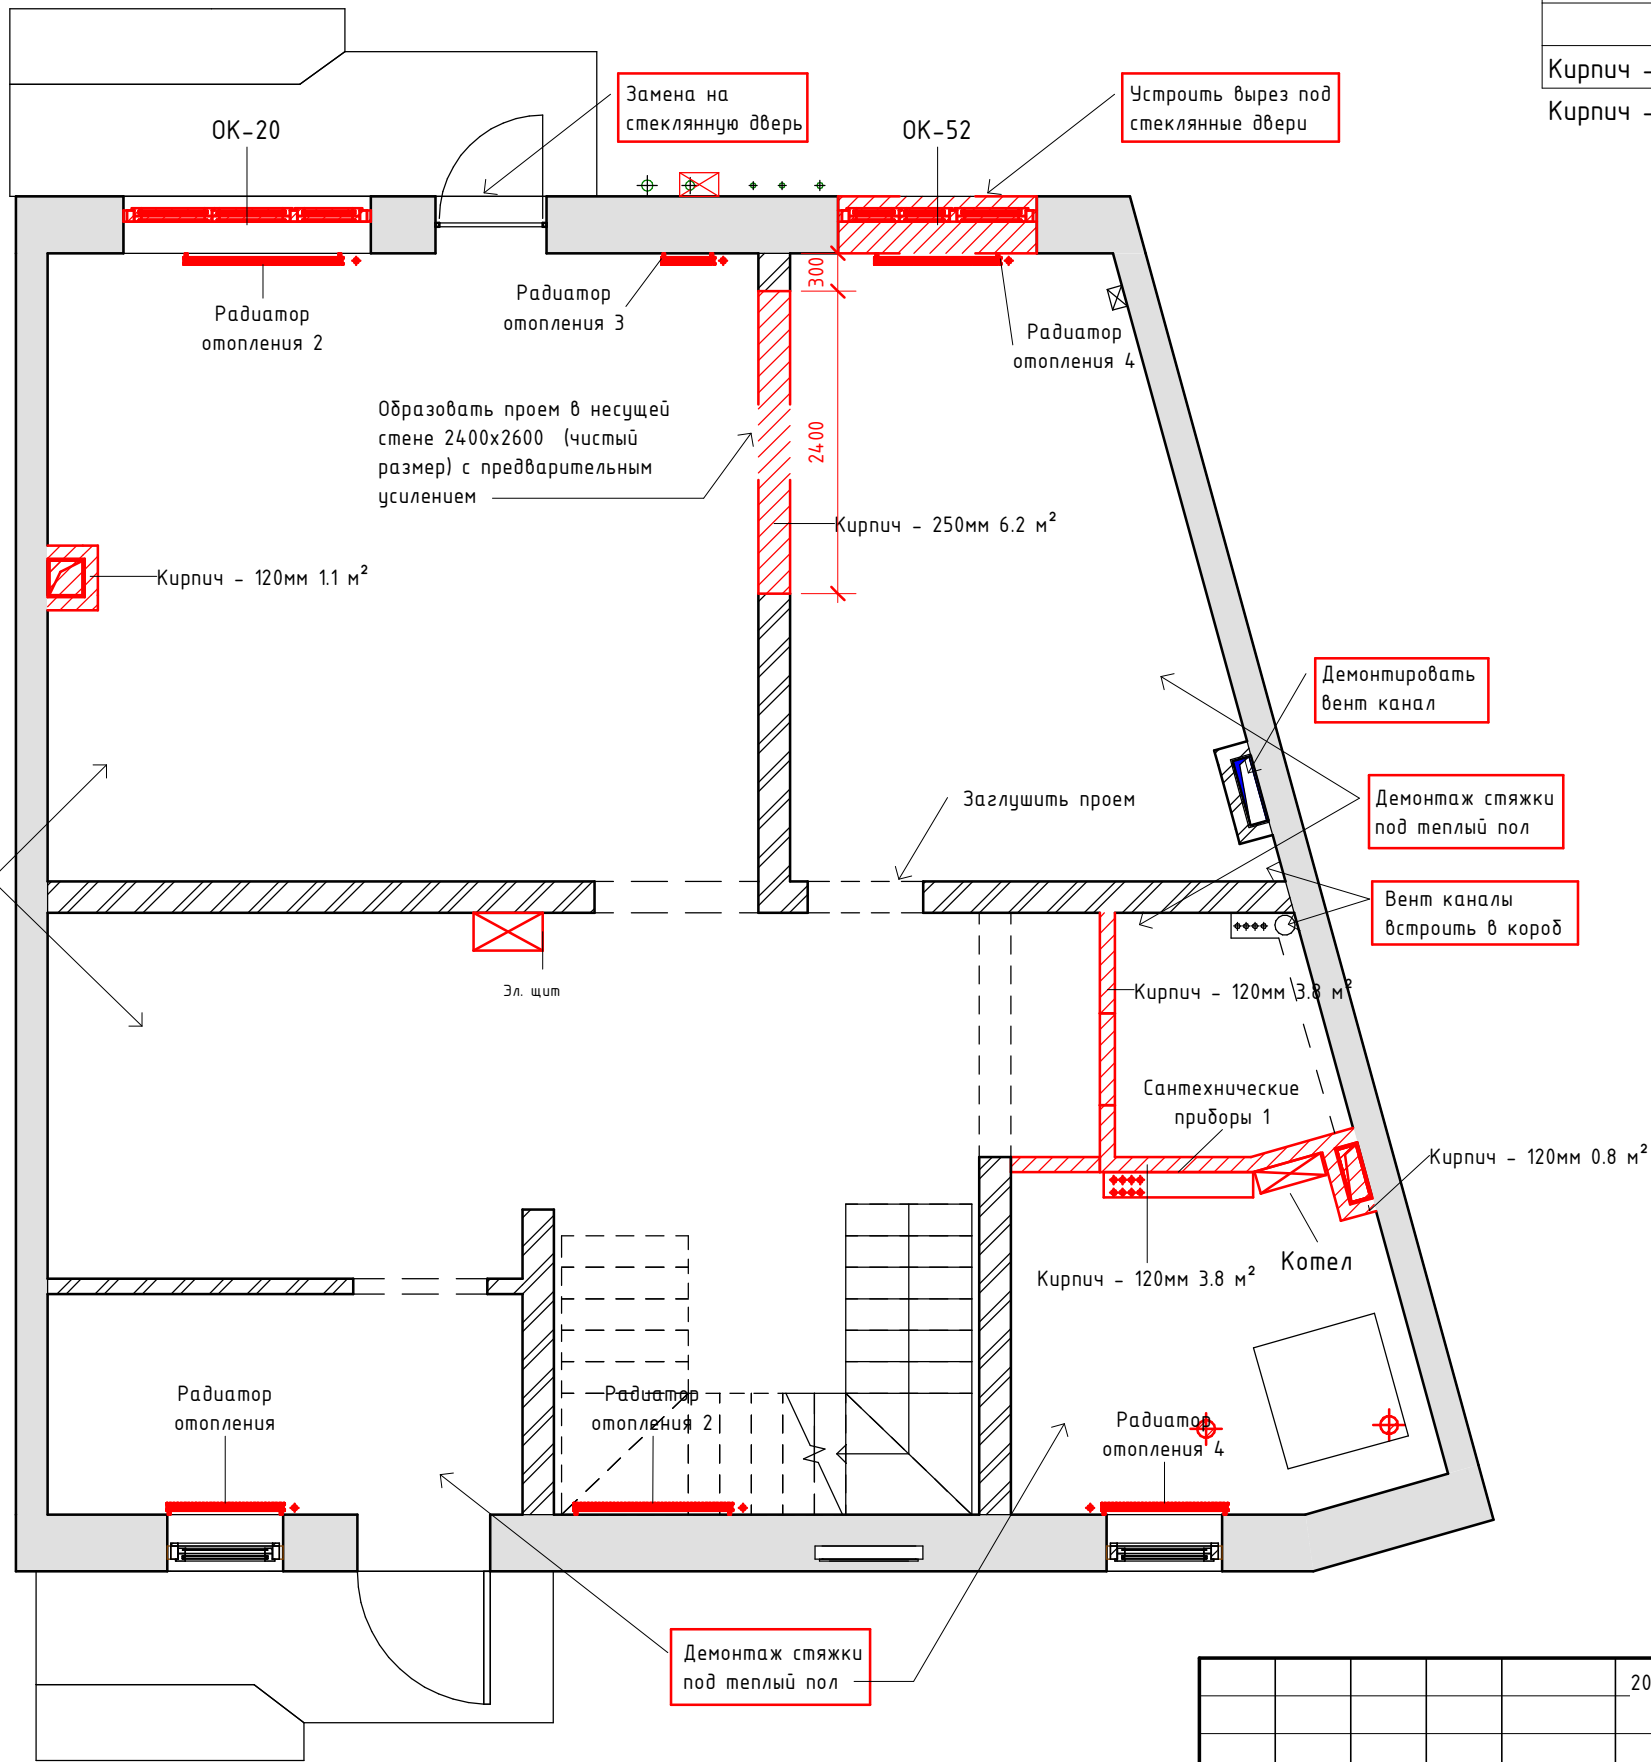 Кирпич -
Кирпич -
Замена на
стеклянную дверь
Устроить вырез под
стеклянные двери
ОК-20
ОК-52
Радиатор
отопления 2
Радиатор
отопления 3
300
Радиатор
отопления 4
Образовать проем в несущей
стене 2400х2600 (чистый
размер) с предварительным
усилением
2400
Кирпич - 250мм 6.2 м²
Кирпич - 120мм 1.1 м²
Демонтировать
вент канал
Заглушить проем
Демонтаж стяжки
под теплый пол
Вент каналы
встроить в короб
Эл. щит
Кирпич - 120мм 3.8 м²
Сантехнические
приборы 1
Кирпич - 120мм 0.8 м²
Котел
Кирпич - 120мм 3.8 м²
Радиатор
отопления
Радиатор
отопления 2
Радиатор
отопления 4
Демонтаж стяжки
под теплый пол
20